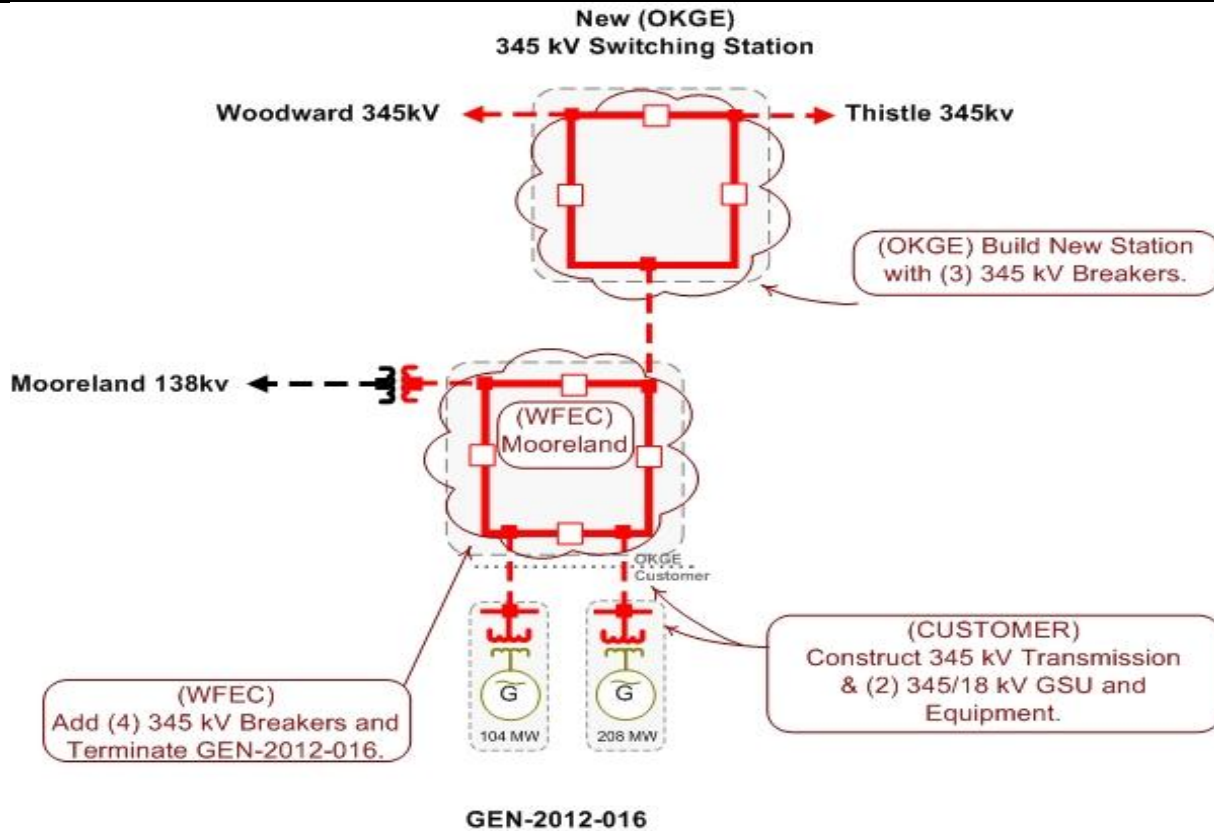 New (OKGE)
345 kV Switching Station
Woodward 345kV
Thistle 345kv
(OKGE) Build New Station
with (3) 345 kV Breakers.
Mooreland 138kv
(WFEC)
Mooreland
OKGE
Customer
(WFEC)
Add (4) 345 kV Breakers and
Terminate GEN-2012-016.
G
104 MW
G
208 MW
(CUSTOMER)
Construct 345 kV Transmission
& (2) 345/18 kV GSU and
Equipment.
GEN-2012-016